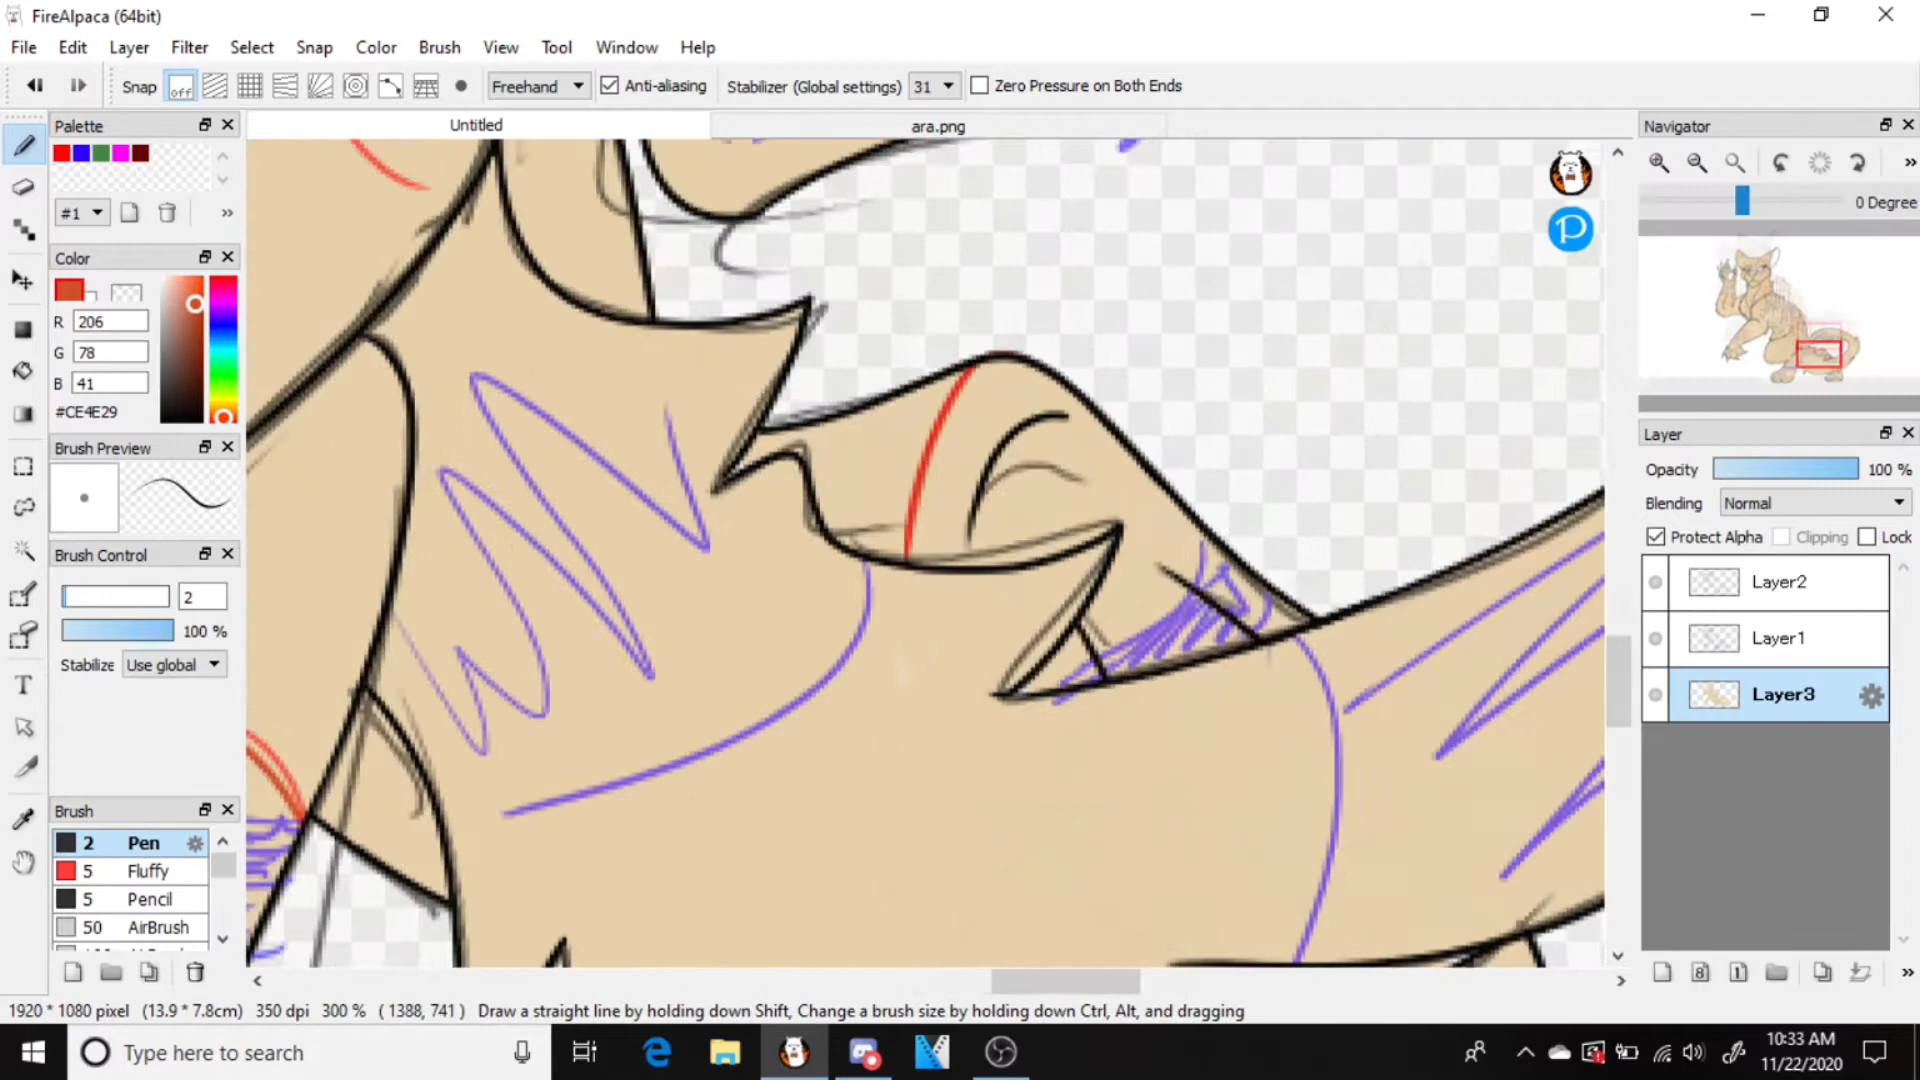 FireAlpaca (64bit)
File Edit Layer Filter Select Snap Color Brush View Tool Window Help
Snap off Freehand Anti-aliasing Stabilizer (Global settings) 31 Zero Pressure on Both Ends
Palette
Untitled
ara.png
Navigator
#1
0 Degree
Color
R 206
G 78
B 41
#CE4E29
Brush Preview
Brush Control
2
100 %
Stabilize Use global
Brush
2 Pen
5 Fluffy
5 Pencil
50 AirBrush
P
Layer
Opacity 100 %
Blending Normal
Protect Alpha Clipping Lock
Layer2
Layer1
Layer3
8 1
1920 * 1080 pixel (13.9 * 7.8cm) 350 dpi 300 % ( 1388, 741 ) Draw a straight line by holding down Shift, Change a brush size by holding down Ctrl, Alt, and dragging
Type here to search
10:33 AM
11/22/2020